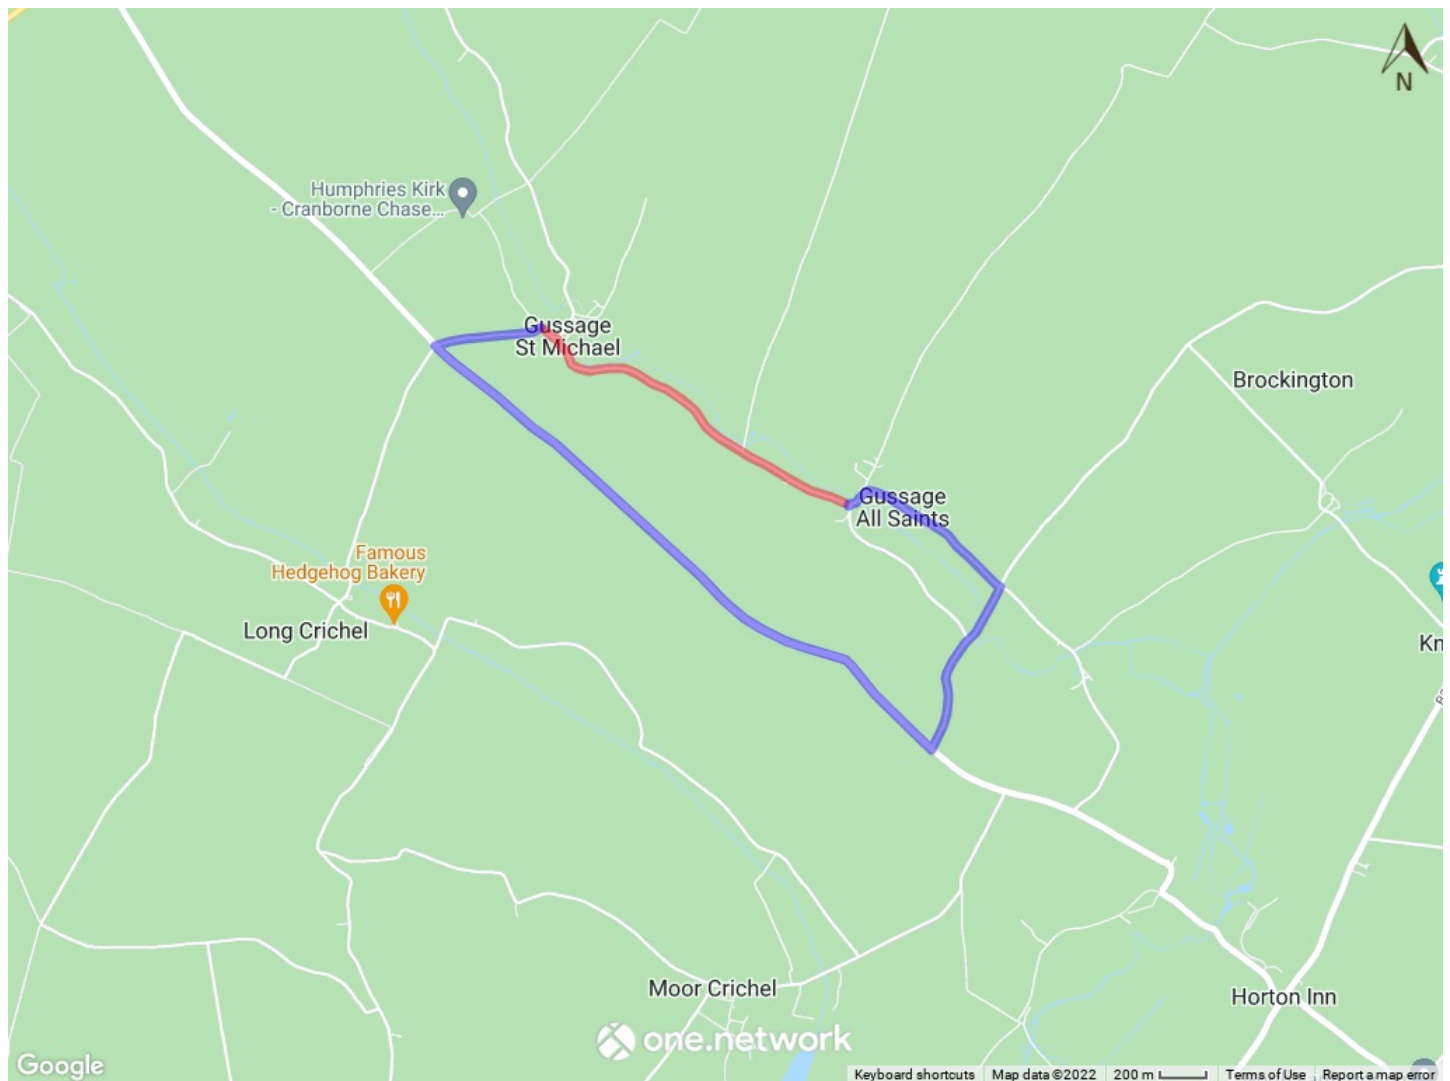 N
Humphries Kirk
- Cranborne Chase...
Gussage
St Michael
Brockington
Gussage
All Saints
Famous
Hedgehog Bakery
Long Crichel
Kn
Moor Crichel
Horton Inn
one.network
Google
Keyboard shortcuts Map data ©2022 200 m Terms of Use Report a map error